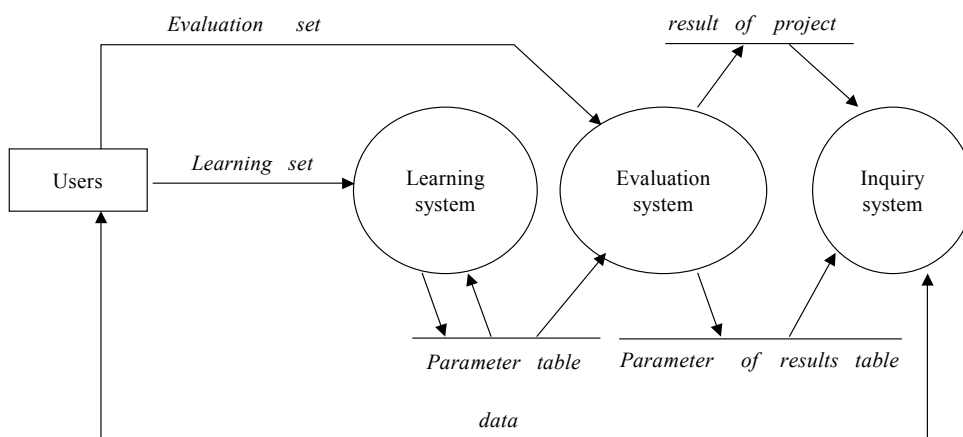 Evaluation set
result of project
Users
Learning set
Learning
system
Evaluation
system
Inquiry
system
Parameter table
Parameter of results table
data